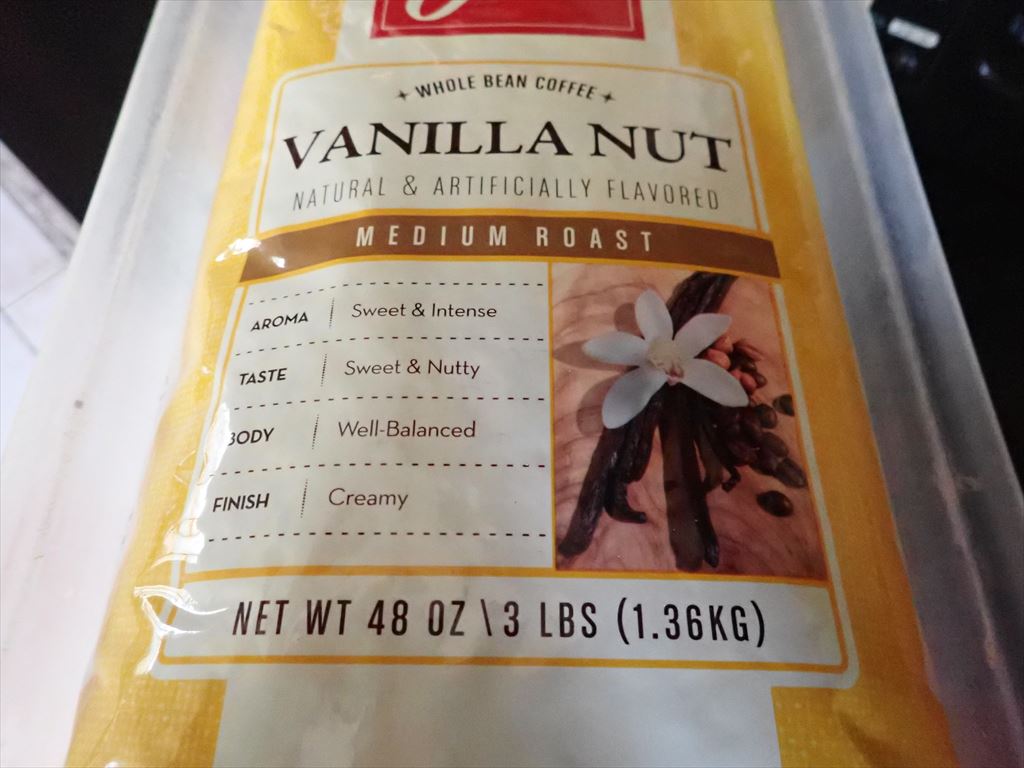 WHOLE BEAN COFFEE
VANILLA NUT
NATURAL & ARTIFICIALLY FLAVORED
MEDIUM ROAST
AROMA Sweet & Intense
TASTE Sweet & Nutty
BODY Well-Balanced
FINISH Creamy
NET WT 48 OZ \ 3 LBS (1.36KG)